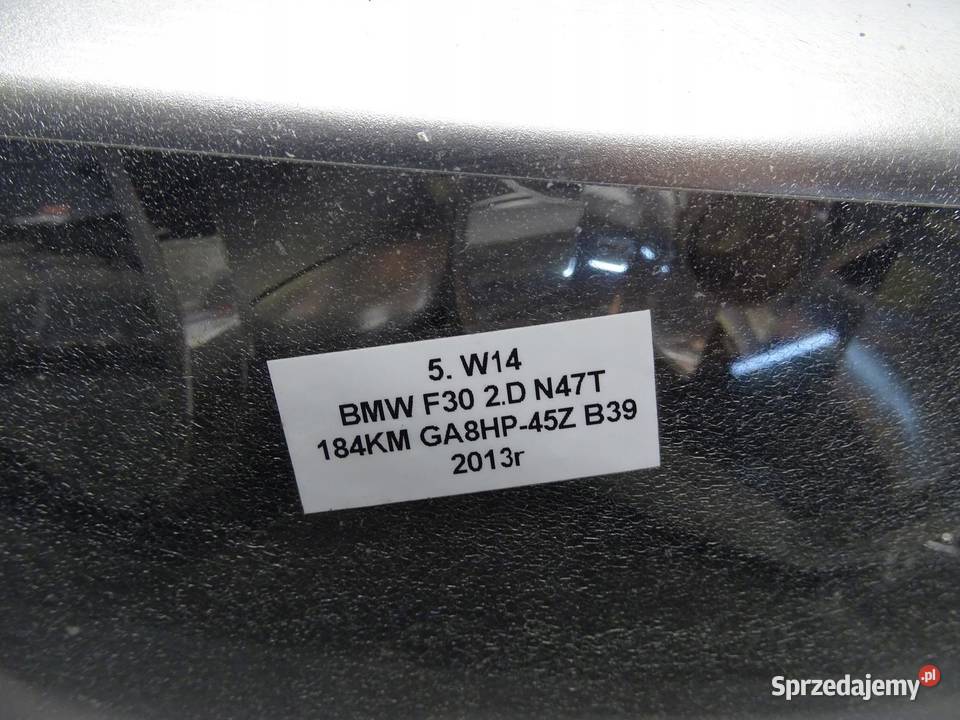 5. W14
BMW F30 2.D N47T
184KM GA8HP-45Z B39
2013r
Sprzedajemy.pl